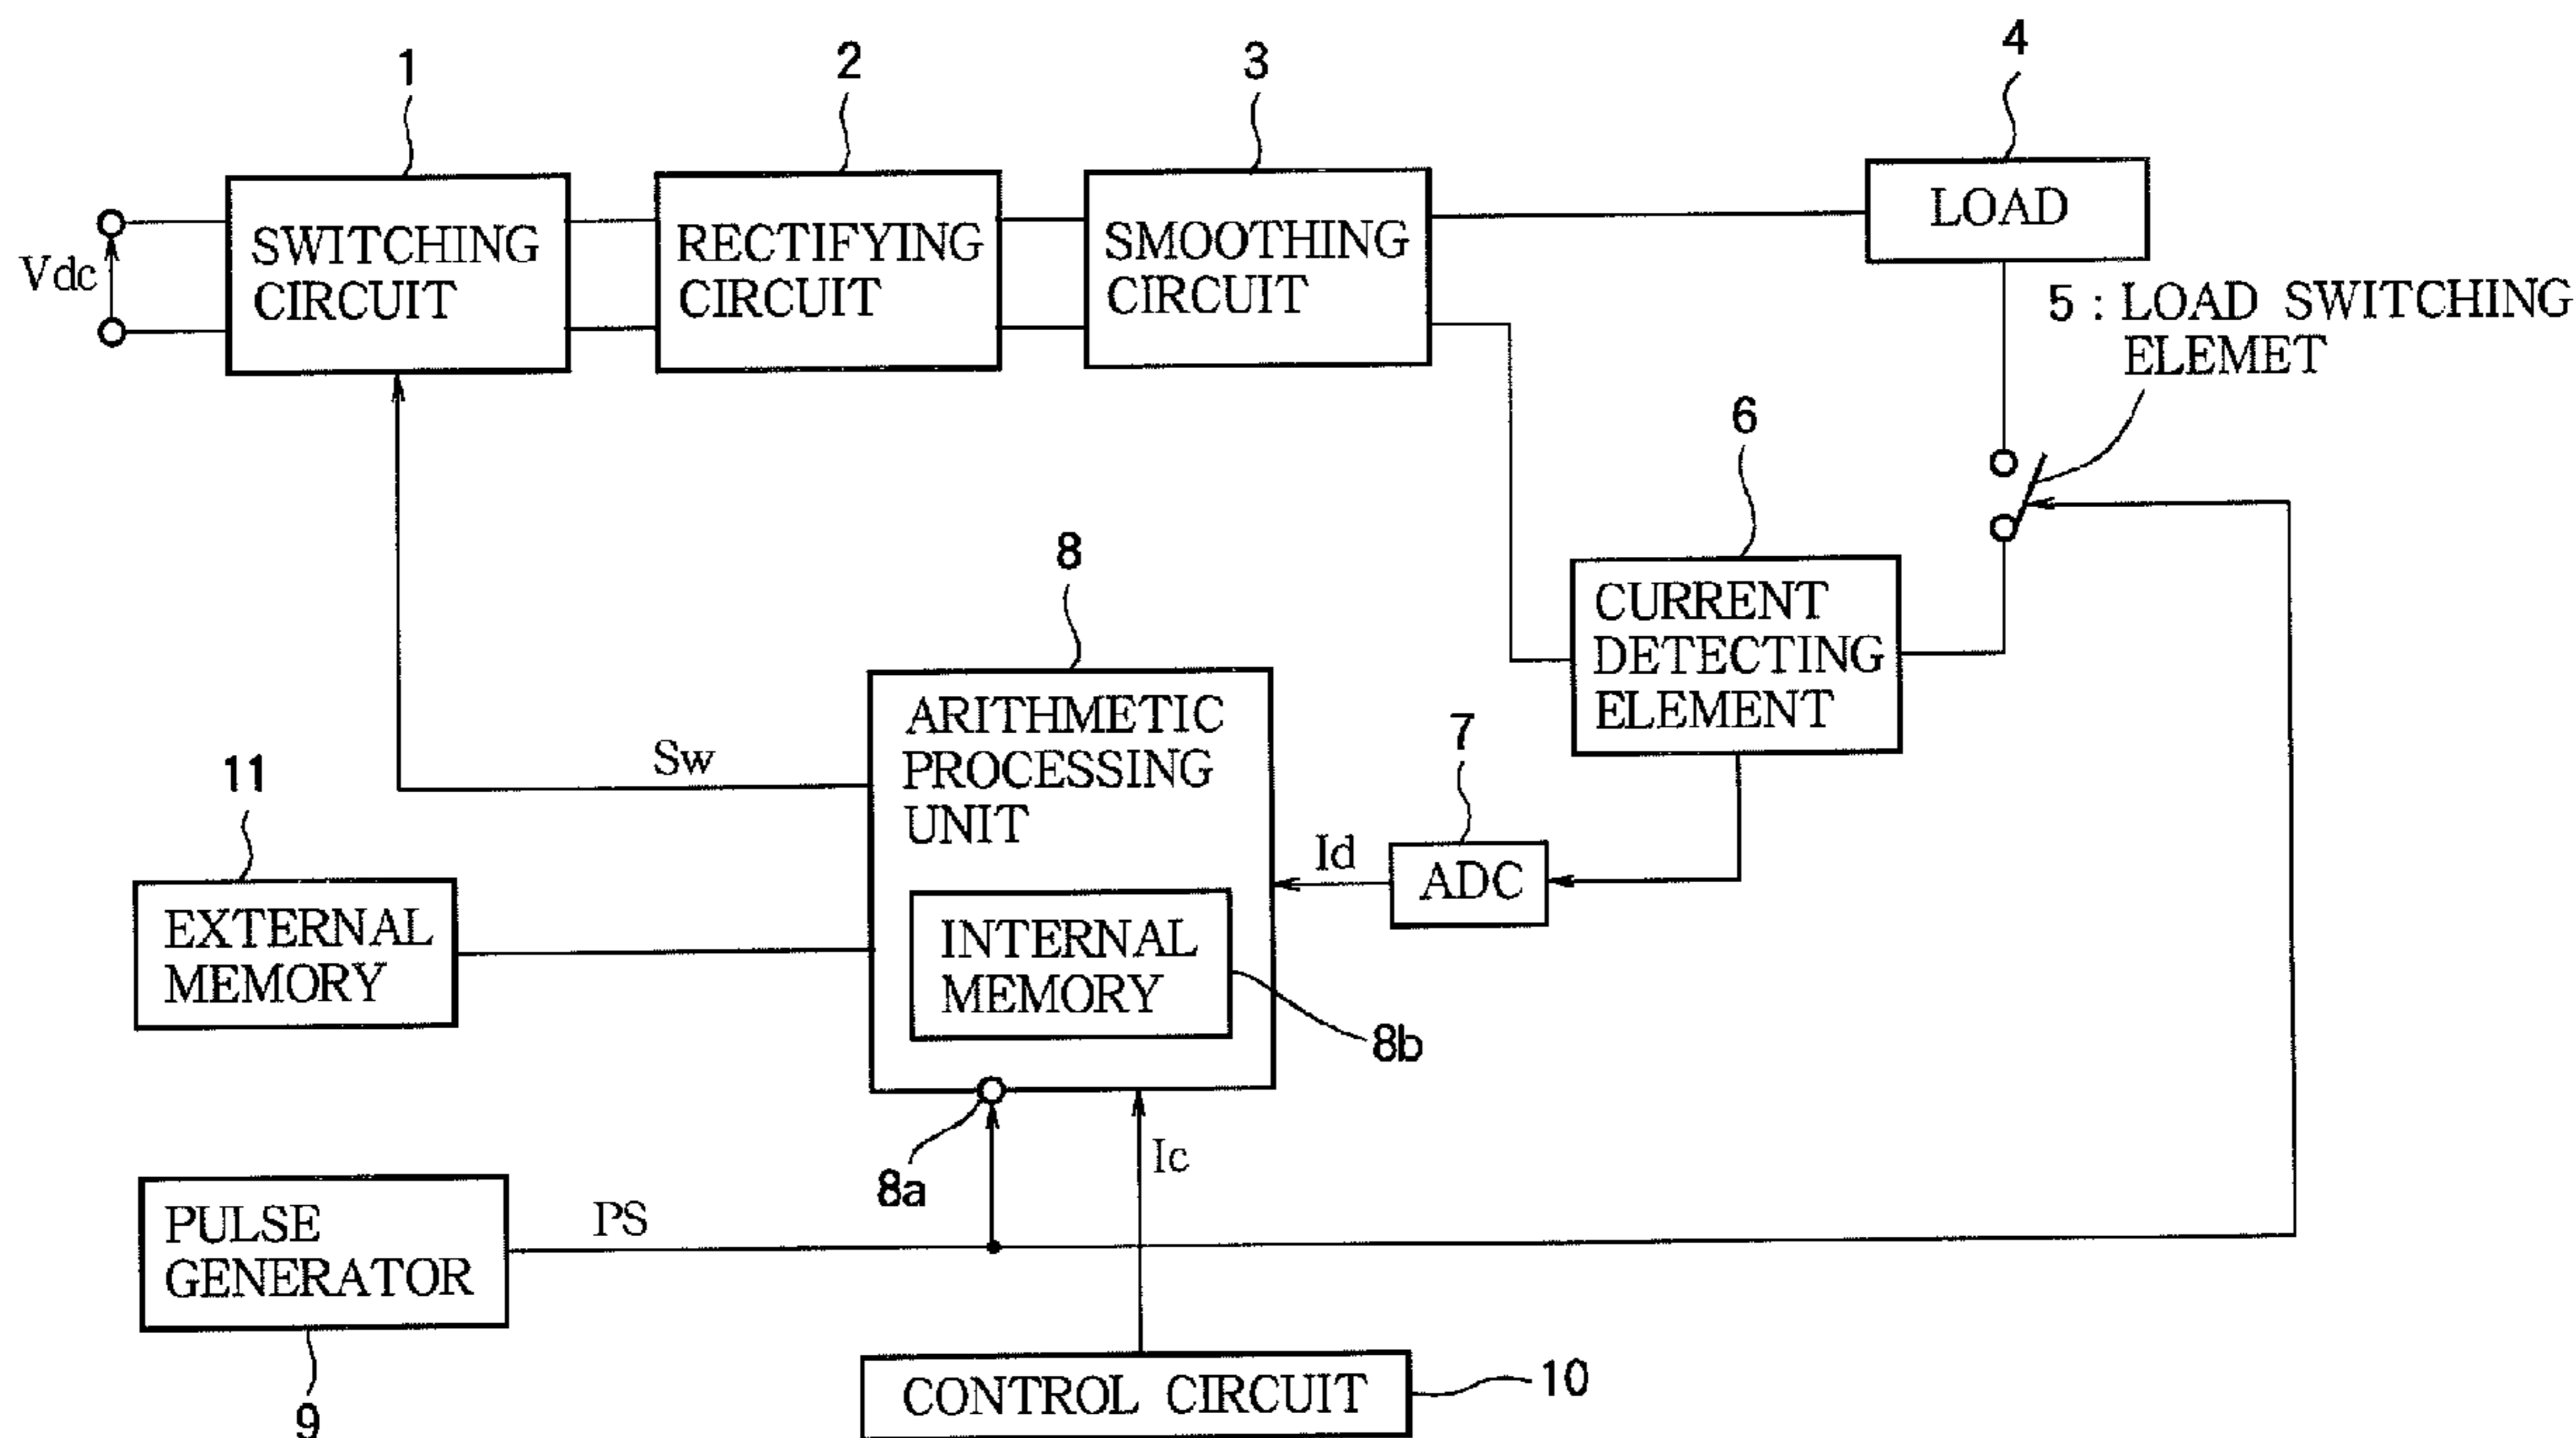 1
2
3
4
SWITCHING
CIRCUIT
RECTIFYING
CIRCUIT
SMOOTHING
CIRCUIT
LOAD
Vdc
5 : LOAD SWITCHING
ELEMET
6
CURRENT
DETECTING
ELEMENT
8
ARITHMETIC
PROCESSING
UNIT
7
Sw
11
Id
ADC
EXTERNAL
MEMORY
INTERNAL
MEMORY
8b
8a
Ic
PULSE
GENERATOR
PS
9
CONTROL CIRCUIT
10